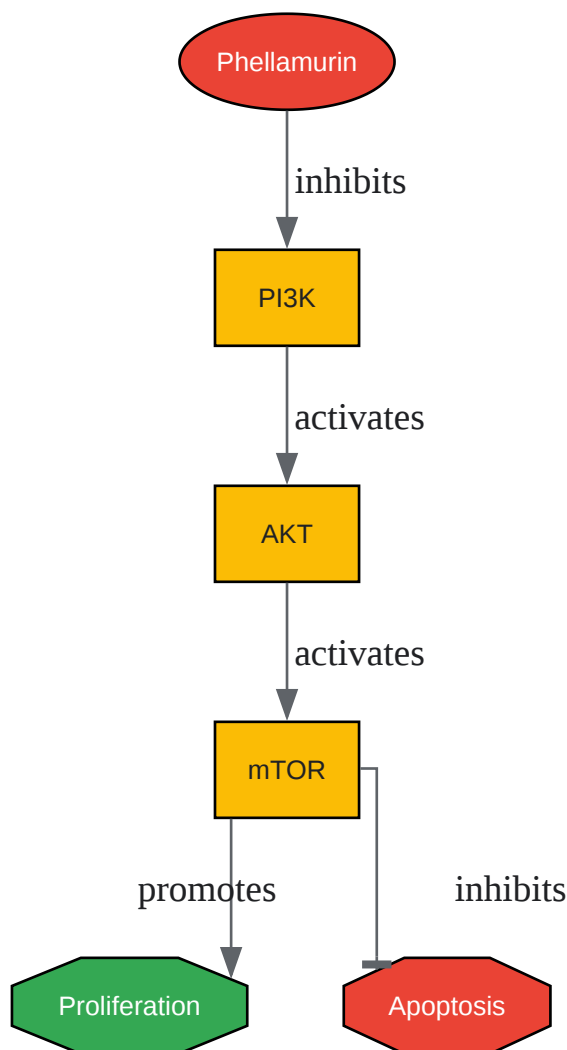 Phellamurin
inhibits
PI3K
activates
AKT
activates
mTOR
promotes
inhibits
Proliferation
Apoptosis